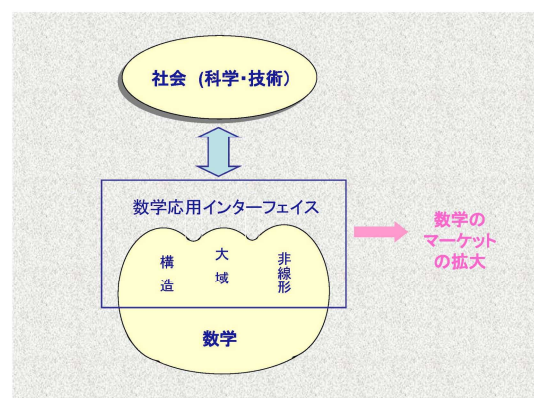 社会 (科学・技術)
数学応用インターフェイス
構造
大域
非線形
数学
数学の
マーケット
の拡大